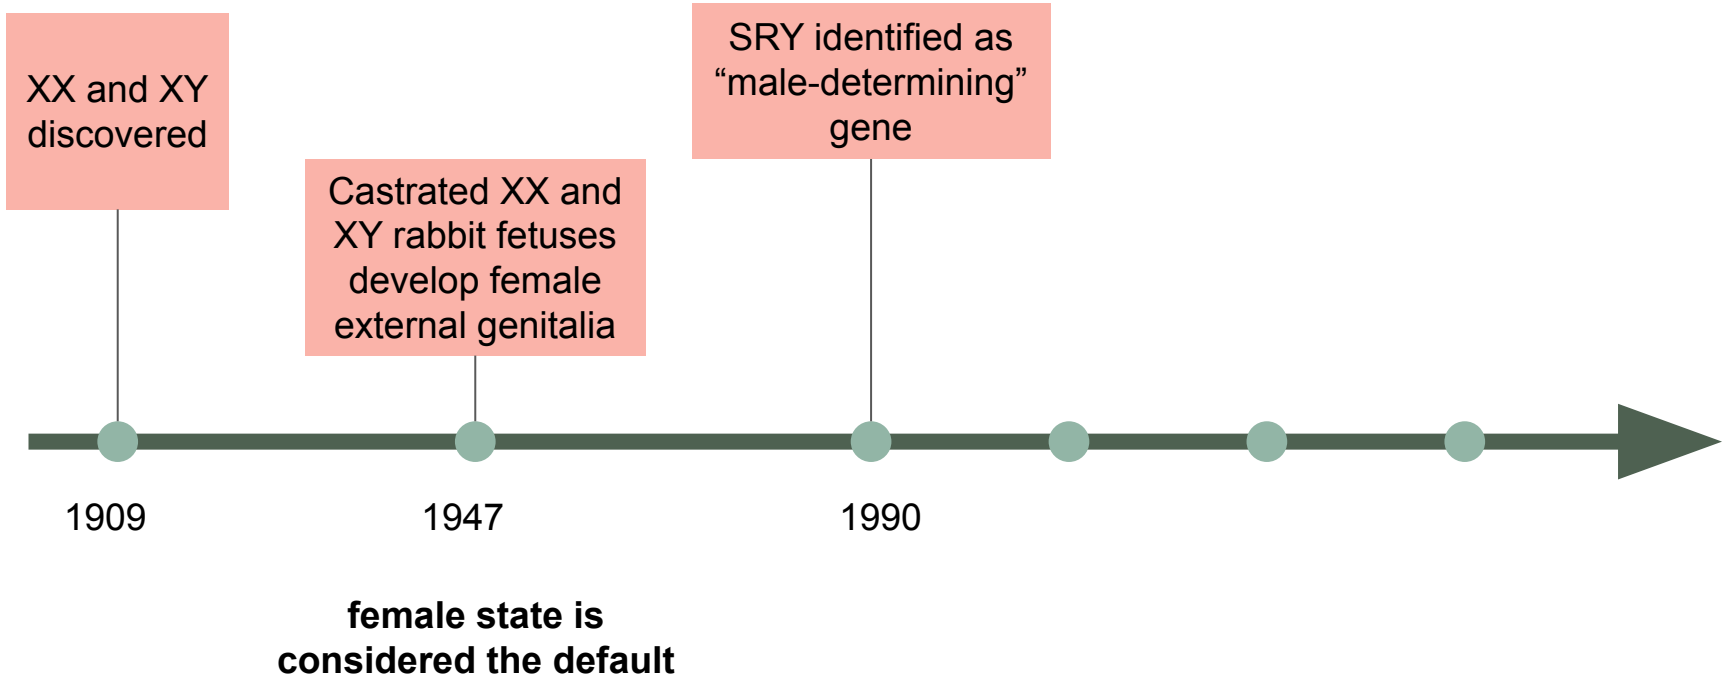 XX and XY
discovered
Castrated XX and
XY rabbit fetuses
develop female
external genitalia
SRY identified as
“male-determining”
gene
1909
1947
1990
female state is
considered the default